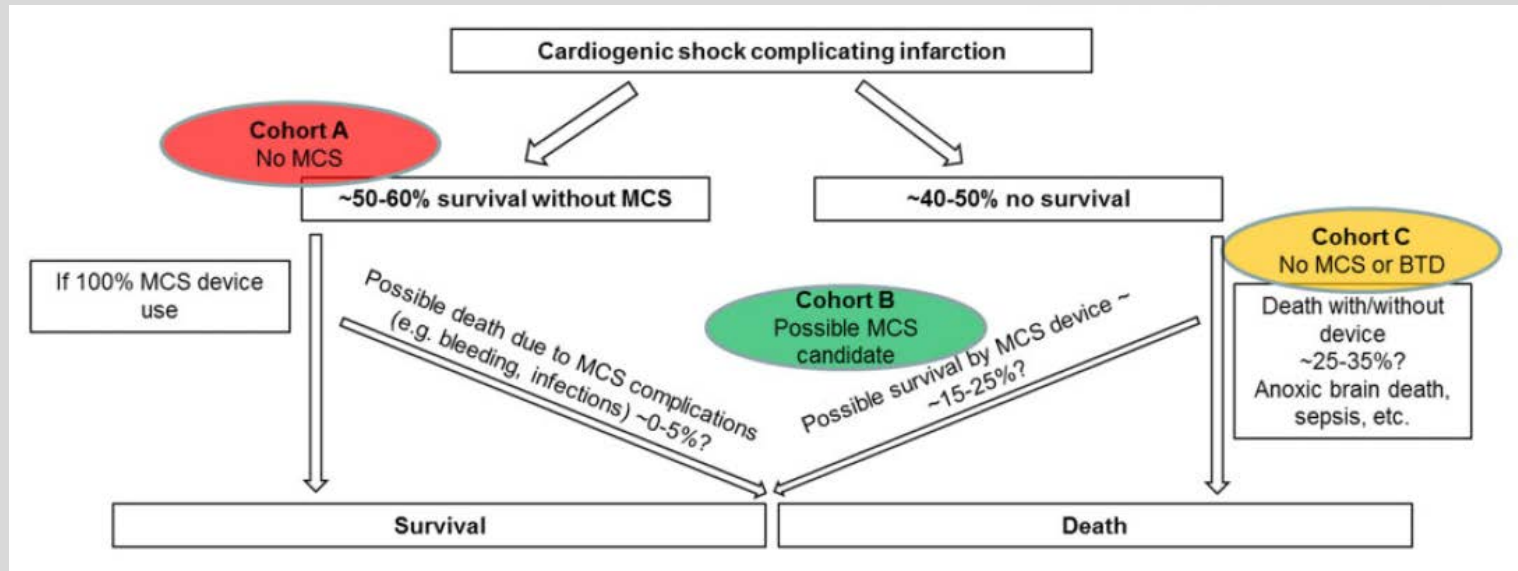 Cardiogenic shock complicating infarction
Cohort A
No MCS
~50-60% survival without MCS
~40-50% no survival
Cohort C
No MCS or BTD
If 100% MCS device
use
Possible death due to MCS complications
(e.g. bleeding, infections) ~0-5%?
Cohort B
Possible MCS
candidate
Possible survival by MCS device ~
~15-25%?
Death with/without
device
~25-35%?
Anoxic brain death,
sepsis, etc.
Survival
Death